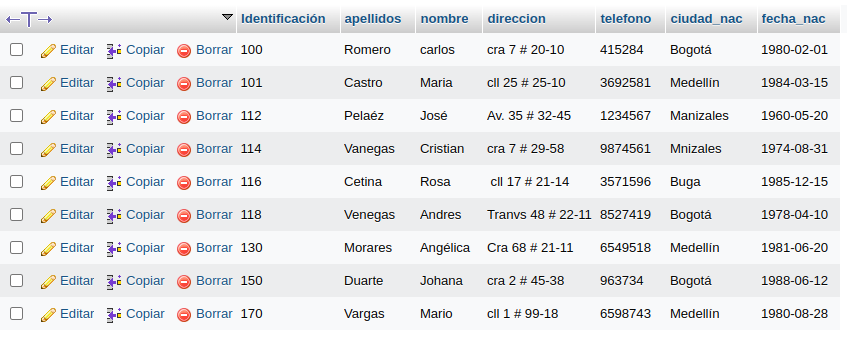 Identificación apellidos nombre direccion telefono ciudad_nac fecha_nac
Editar Copiar Borrar 100 Romero carlos cra 7 # 20-10 415284 Bogotá 1980-02-01
Editar Copiar Borrar 101 Castro Maria cll 25 # 25-10 3692581 Medellín 1984-03-15
Editar Copiar Borrar 112 Pelaéz José Av. 35 # 32-45 1234567 Manizales 1960-05-20
Editar Copiar Borrar 114 Vanegas Cristian cra 7 # 29-58 9874561 Mnizales 1974-08-31
Editar Copiar Borrar 116 Cetina Rosa cll 17 # 21-14 3571596 Buga 1985-12-15
Editar Copiar Borrar 118 Venegas Andres Tranvs 48 # 22-11 8527419 Bogotá 1978-04-10
Editar Copiar Borrar 130 Morares Angélica Cra 68 # 21-11 6549518 Medellín 1981-06-20
Editar Copiar Borrar 150 Duarte Johana cra 2 # 45-38 963734 Bogotá 1988-06-12
Editar Copiar Borrar 170 Vargas Mario cll 1 # 99-18 6598743 Medellín 1980-08-28